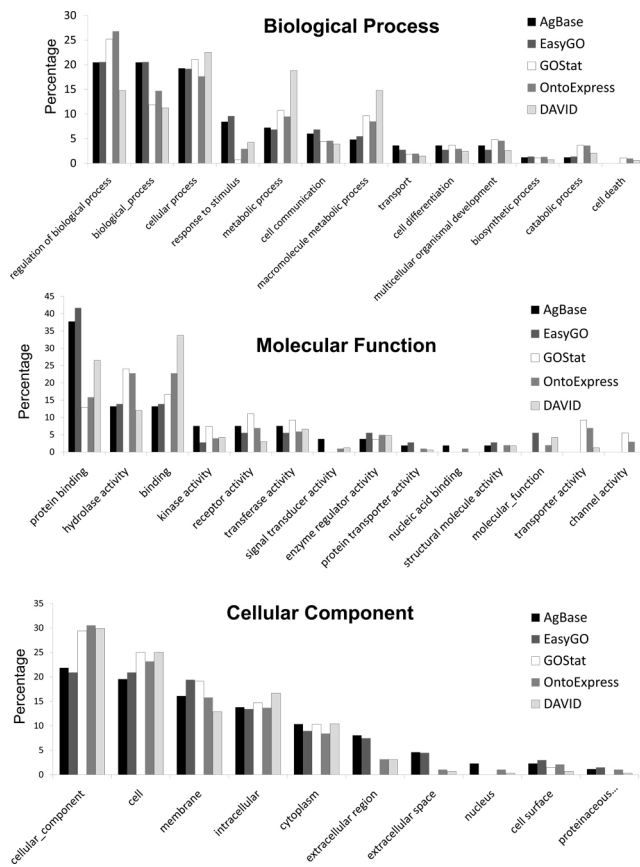 Biological Process
Percentage
30
25
20
15
10
5
0
AgBase
EasyGO
GOStat
OntoExpress
DAVID
regulation of biological process
biological_process
cellular process
response to stimulus
metabolic process
cell communication
macromolecule metabolic process
transport
cell differentiation
multicellular organismal development
biosynthetic process
catabolic process
cell death
Molecular Function
Percentage
45
40
35
30
25
20
15
10
5
0
AgBase
EasyGO
GOStat
OntoExpress
DAVID
protein binding
hydrolase activity
binding
kinase activity
receptor activity
transferase activity
signal transducer activity
enzyme regulator activity
protein transporter activity
nucleic acid binding
structural molecule activity
molecular_function
transporter activity
channel activity
Cellular Component
Percentage
35
30
25
20
15
10
5
0
AgBase
EasyGO
GOStat
OntoExpress
DAVID
cellular_component
cell
membrane
intracellular
cytoplasm
extracellular region
extracellular space
nucleus
cell surface
proteinaceous...